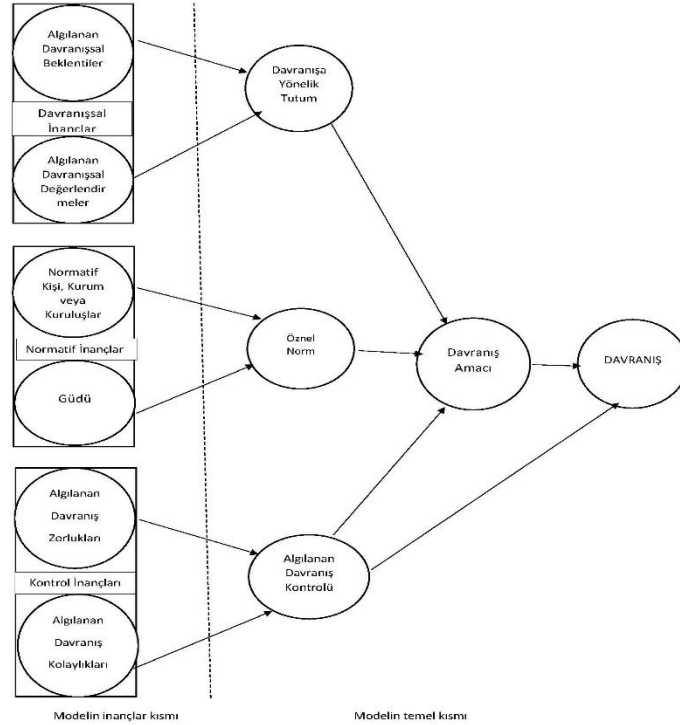 Algılanan
Davranışsal
Beklentiler
Davranışsal
İnançlar
Algılanan
Davranışsal
Değerlendir
meler
Davranışa
Yönelik
Tutum
Normatif
Kişi, Kurum
veya
Kuruluşlar
Normatif İnançlar
Güdü
Öznel
Norm
Davranış
Amacı
DAVRANIŞ
Algılanan
Davranış
Zorlukları
Kontrol İnançları
Algılanan
Davranış
Kolaylıkları
Algılanan
Davranış
Kontrolü
Modelin inançlar kısmı
Modelin temel kısmı